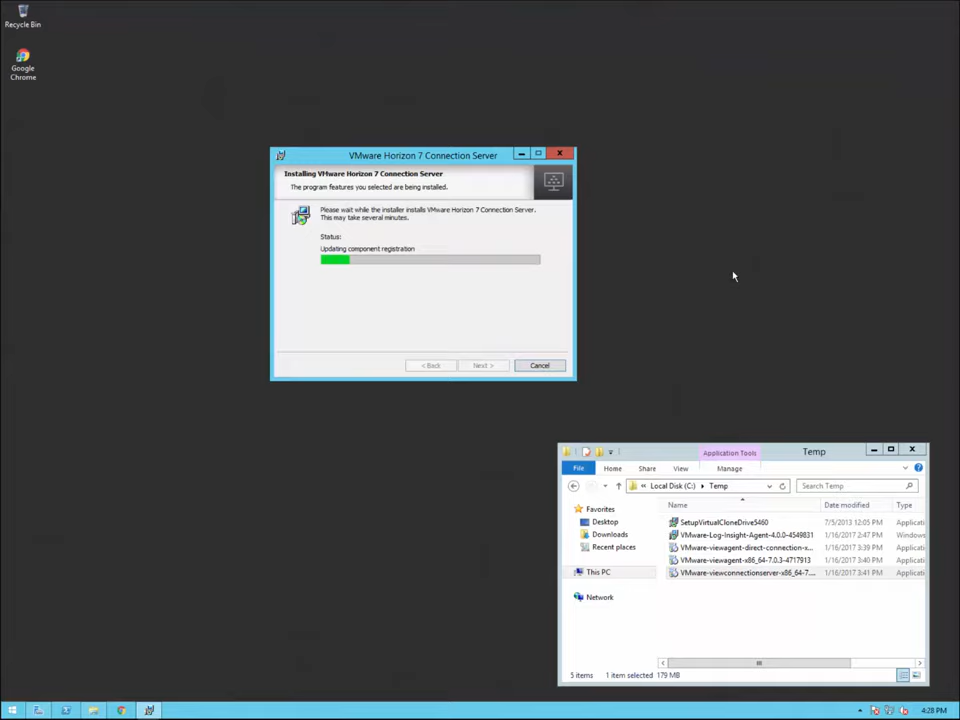 Recycle Bin
Google
Chrome
VMware Horizon 7 Connection Server
Installing VMware Horizon 7 Connection Server
The program features you selected are being installed.
Please wait while the installer installs VMware Horizon 7 Connection Server.
This may take several minutes.
Status:
Updating component registration
< Back
Next >
Cancel
Application Tools
Temp
File
Home
Share
View
Manage
« Local Disk (C:) Temp
Search Temp
Name
Date modified
Type
Favorites
Desktop
Downloads
Recent places
This PC
Network
SetupVirtualCloneDrive5460 7/5/2013 12:05 PM Applicati
VMware-Log-Insight-Agent-4.0.0-4549831 1/16/2017 2:47 PM Windows
VMware-viewagent-direct-connection-x... 1/16/2017 3:39 PM Applicati
VMware-viewagent-x86_64-7.0.3-4717913 1/16/2017 3:40 PM Applicati
VMware-viewconnectionserver-x86_64-7.... 1/16/2017 3:41 PM Applicati
5 items 1 item selected 179 MB
4:28 PM